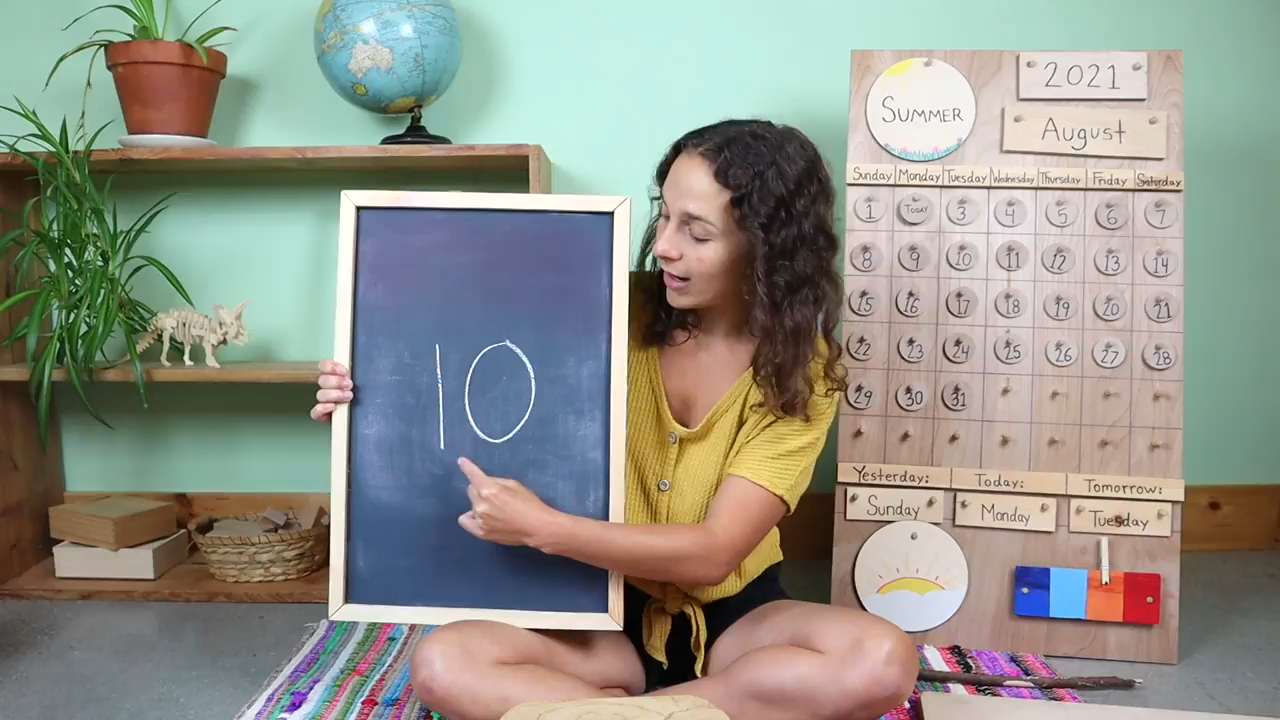 10
2021
SUMMER
August
Sunday Monday Tuesday Wednesday Thursday Friday Saturday
1 TODAY 3 4 5 6 7
8 9 10 11 12 13 14
15 16 17 18 19 20 21
22 23 24 25 26 27 28
29 30 31
Yesterday: Today: Tomorrow:
Sunday Monday Tuesday